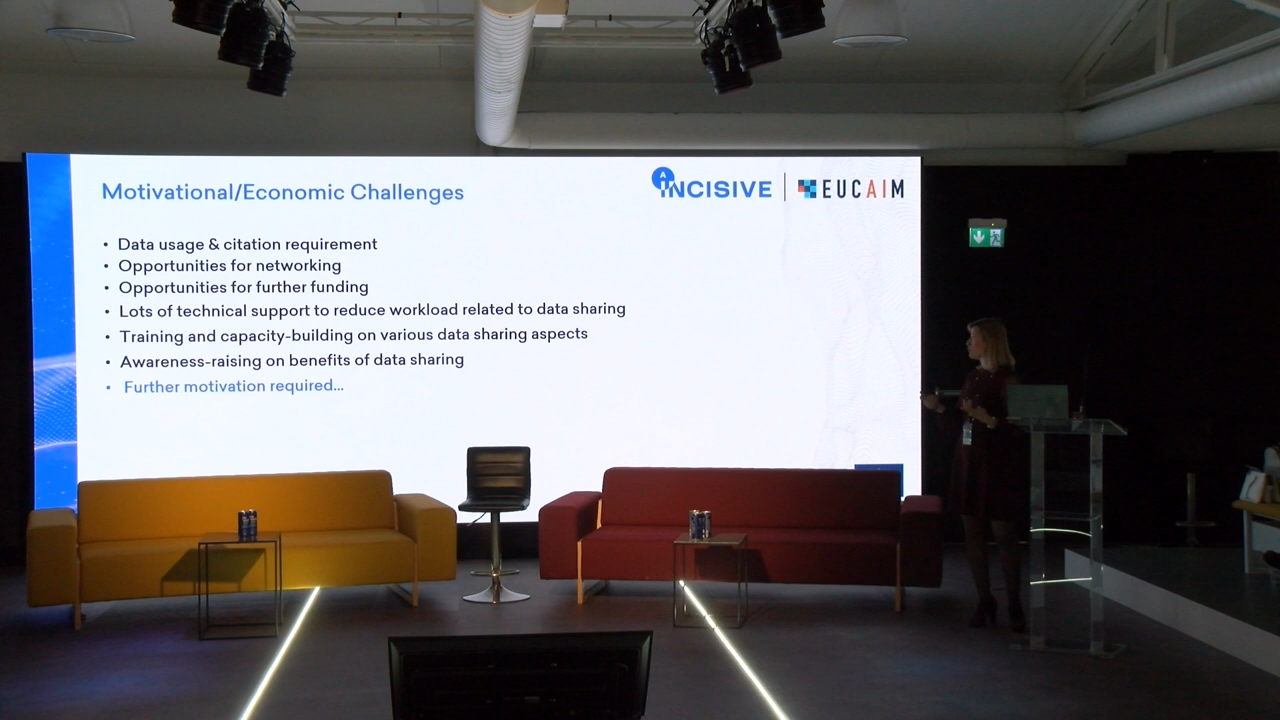 Motivational/Economic Challenges
INCISIVE | EUCAIM
• Data usage & citation requirement
• Opportunities for networking
• Opportunities for further funding
• Lots of technical support to reduce workload related to data sharing
• Training and capacity-building on various data sharing aspects
• Awareness-raising on benefits of data sharing
• Further motivation required...